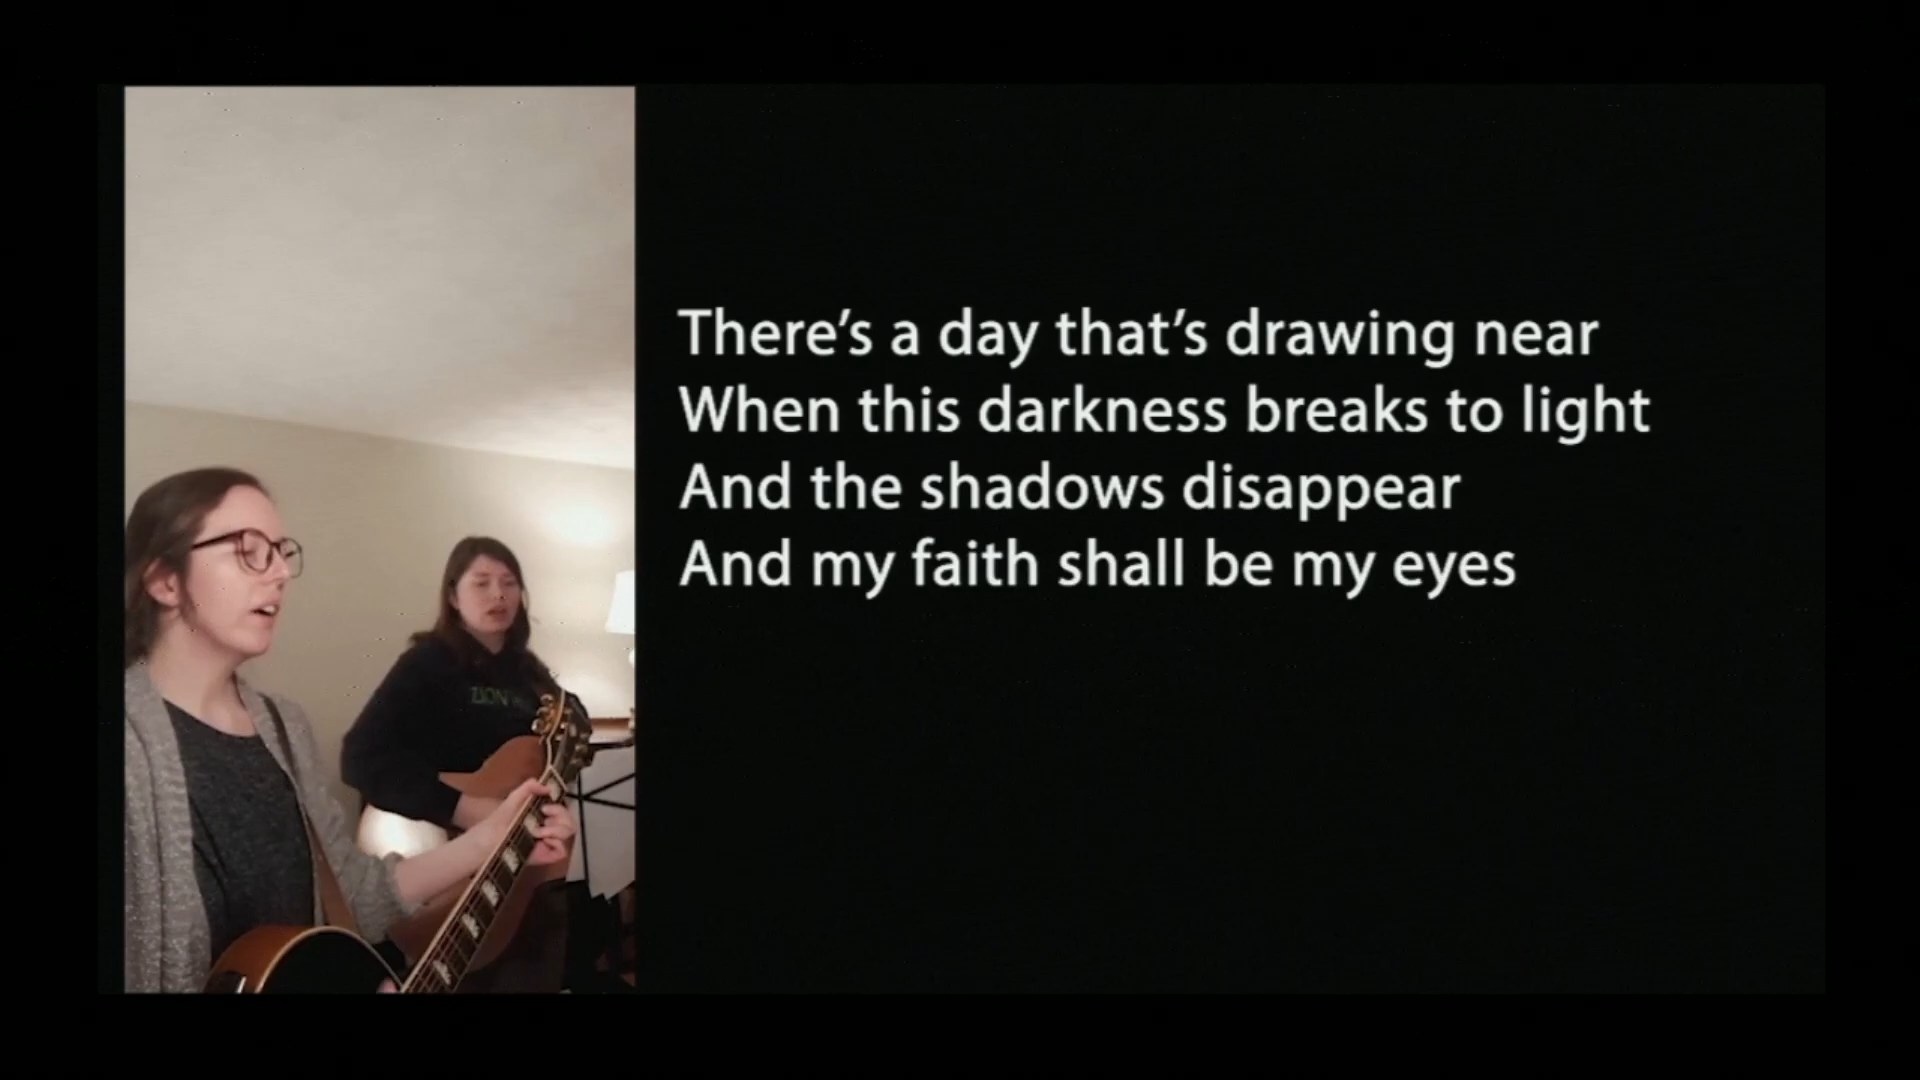 There’s a day that’s drawing near
When this darkness breaks to light
And the shadows disappear
And my faith shall be my eyes
ZION